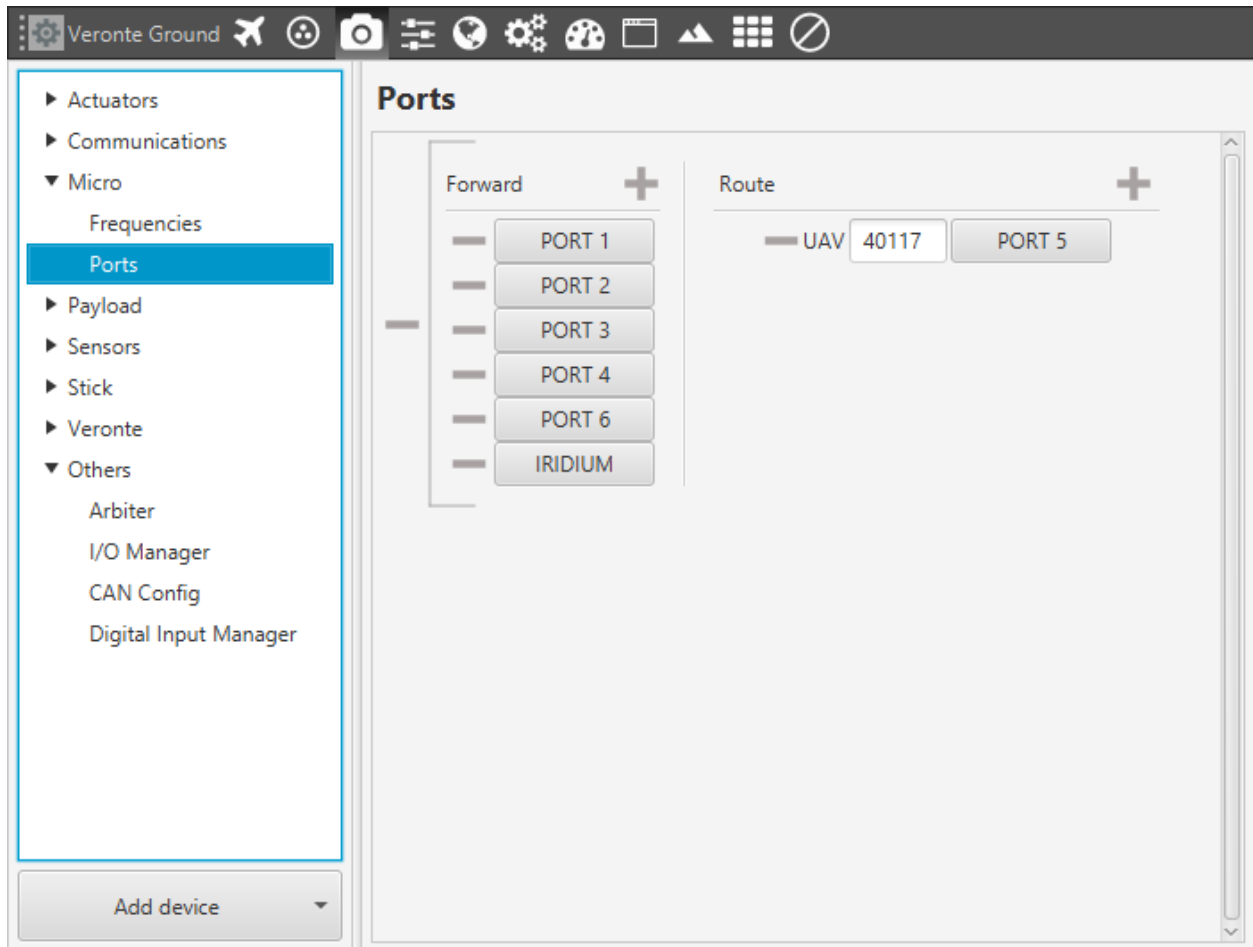 Veronte Ground
Actuators
Communications
Micro
Frequencies
Ports
Payload
Sensors
Stick
Veronte
Others
Arbiter
I/O Manager
CAN Config
Digital Input Manager
Add device
Ports
Forward
PORT 1
PORT 2
PORT 3
PORT 4
PORT 6
IRIDIUM
Route
UAV 40117 PORT 5